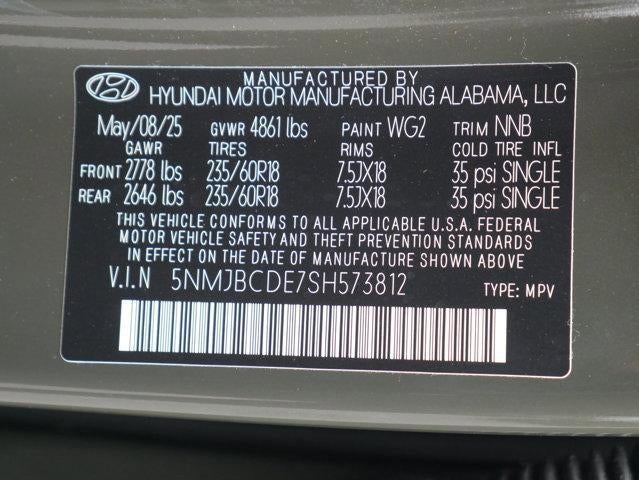 MANUFACTURED BY
HYUNDAI MOTOR MANUFACTURING ALABAMA, LLC
May/08/25 GVWR 4861 lbs PAINT WG2 TRIM NNB
GAWR TIRES RIMS COLD TIRE INFL
FRONT 2778 lbs 235/60R18 7.5JX18 35 psi SINGLE
REAR 2646 lbs 235/60R18 7.5JX18 35 psi SINGLE
THIS VEHICLE CONFORMS TO ALL APPLICABLE U.S.A. FEDERAL
MOTOR VEHICLE SAFETY AND THEFT PREVENTION STANDARDS
IN EFFECT ON THE DATE OF MANUFACTURE SHOWN ABOVE.
V.I.N 5NMJBCDE7SH573812 TYPE: MPV